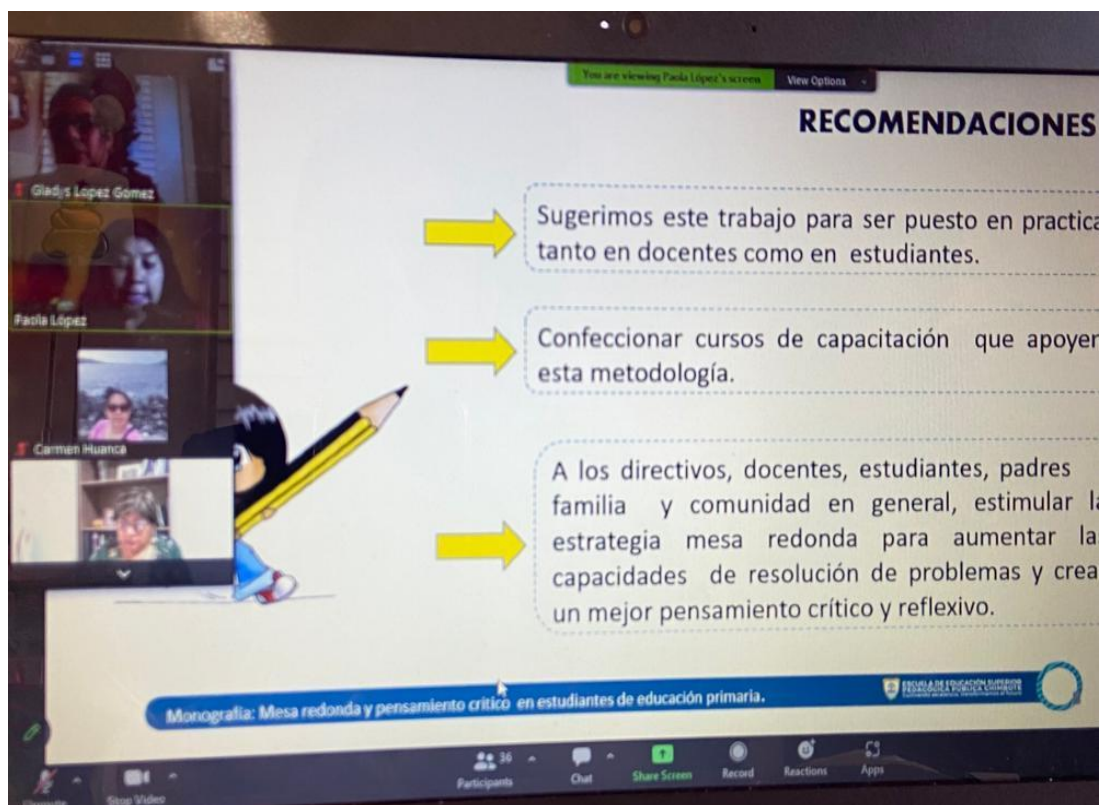 You are viewing Paola López's screen
View Options
RECOMENDACIONES
Gladys Lopez Gomez
Paola López
Carmen Huanca
Sugerimos este trabajo para ser puesto en practica
tanto en docentes como en estudiantes.
Confeccionar cursos de capacitación que apoyen
esta metodología.
A los directivos, docentes, estudiantes, padres
familia y comunidad en general, estimular la
estrategia mesa redonda para aumentar la
capacidades de resolución de problemas y crea
un mejor pensamiento crítico y reflexivo.
Monografía: Mesa redonda y pensamiento critico en estudiantes de educación primaria.
ESCUELA DE EDUCACIÓN SUPERIOR
PEDAGÓGICA PÚBLICA CHIMBOTE
36
Participants
Chat
Share Screen
Record
Reactions
Apps
Stop Video